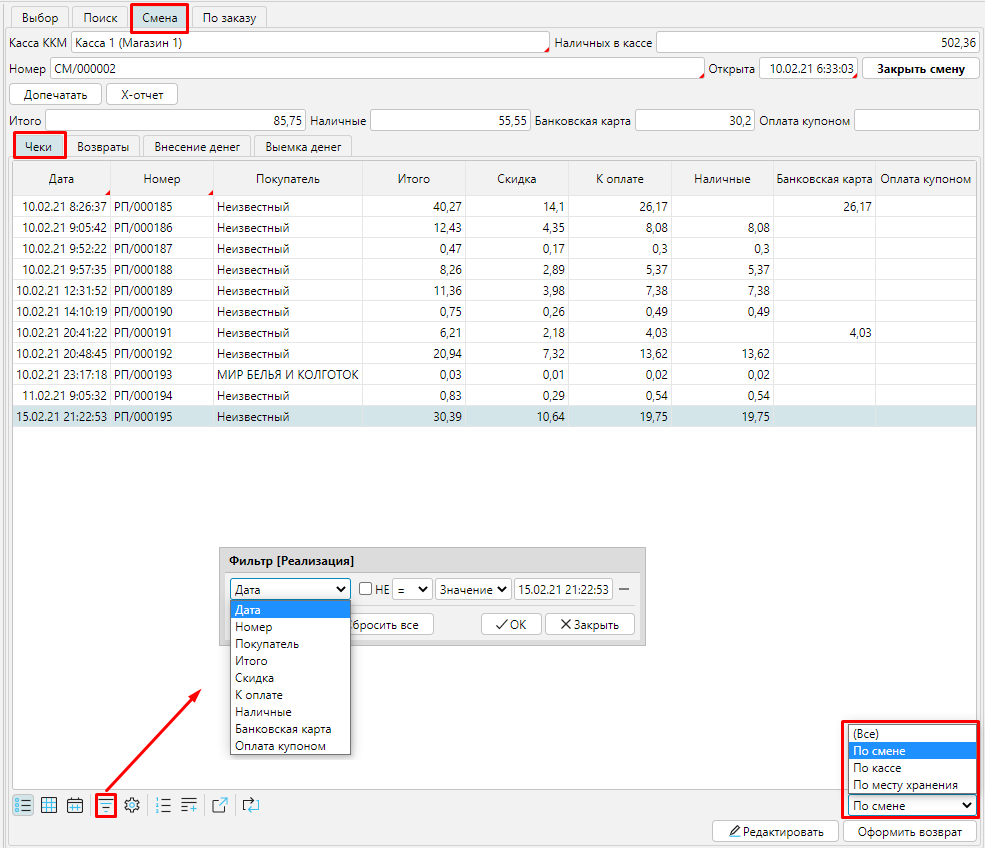 Выбор Поиск Смена По заказу
Касса ККМ Касса 1 (Магазин 1) Наличных в кассе 502,36
Номер СМ/000002 Открыта 10.02.21 6:33:03 Закрыть смену
Допечатать X-отчет
Итого 85,75 Наличные 55,55 Банковская карта 30,2 Оплата купоном
Чеки Возвраты Внесение денег Выемка денег
Дата Номер Покупатель Итого Скидка К оплате Наличные Банковская карта Оплата купоном
10.02.21 8:26:37 РП/000185 Неизвестный 40,27 14,1 26,17 26,17
10.02.21 9:05:42 РП/000186 Неизвестный 12,43 4,35 8,08 8,08
10.02.21 9:52:22 РП/000187 Неизвестный 0,47 0,17 0,3 0,3
10.02.21 9:57:35 РП/000188 Неизвестный 8,26 2,89 5,37 5,37
10.02.21 12:31:52 РП/000189 Неизвестный 11,36 3,98 7,38 7,38
10.02.21 14:10:19 РП/000190 Неизвестный 0,75 0,26 0,49 0,49
10.02.21 20:41:22 РП/000191 Неизвестный 6,21 2,18 4,03 4,03
10.02.21 20:48:45 РП/000192 Неизвестный 20,94 7,32 13,62 13,62
10.02.21 23:17:18 РП/000193 МИР БЕЛЬЯ И КОЛГОТОК 0,03 0,01 0,02 0,02
11.02.21 9:05:32 РП/000194 Неизвестный 0,83 0,29 0,54 0,54
15.02.21 21:22:53 РП/000195 Неизвестный 30,39 10,64 19,75 19,75
Фильтр [Реализация]
Дата НЕ = Значение 15.02.21 21:22:53
Дата
Номер
Покупатель
Итого
Скидка
К оплате
Наличные
Банковская карта
Оплата купоном
бросить все OK Закрыть
(Все)
По смене
По кассе
По месту хранения
По смене
Редактировать Оформить возврат